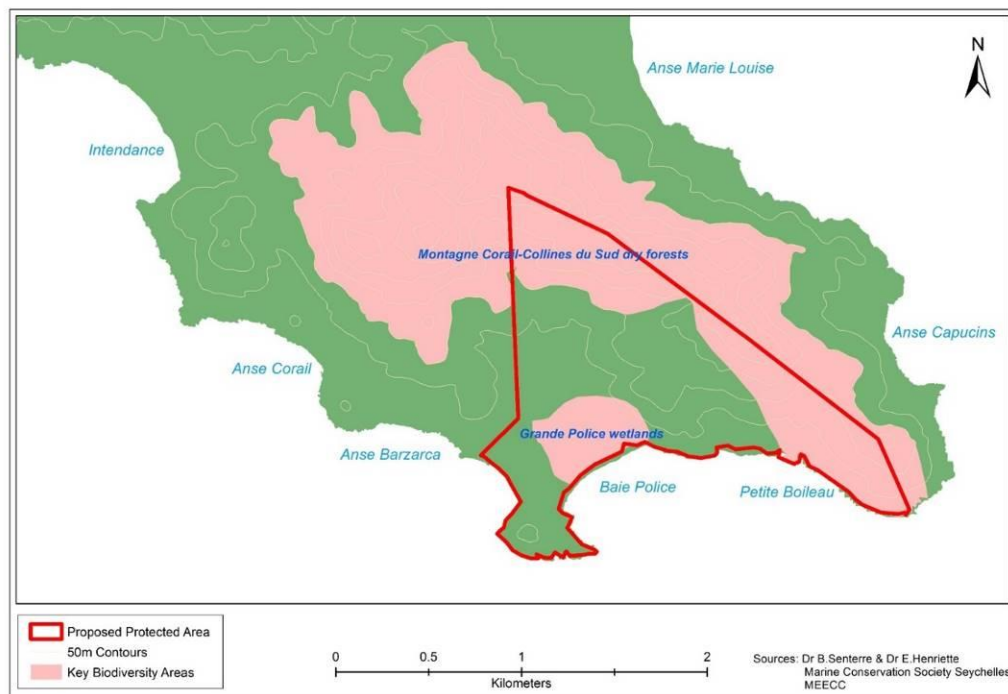 N
Anse Marie Louise
Intendance
Montagne Corail-Collines du Sud dry forests
Anse Capucins
Anse Corail
Grande Police wetlands
Anse Barzarca
Baie Police
Petite Boileau
Proposed Protected Area
50m Contours
Key Biodiversity Areas
0 0.5 1 2
Kilometers
Sources: Dr B.Senterre & Dr E.Henriette
Marine Conservation Society Seychelles
MEECC